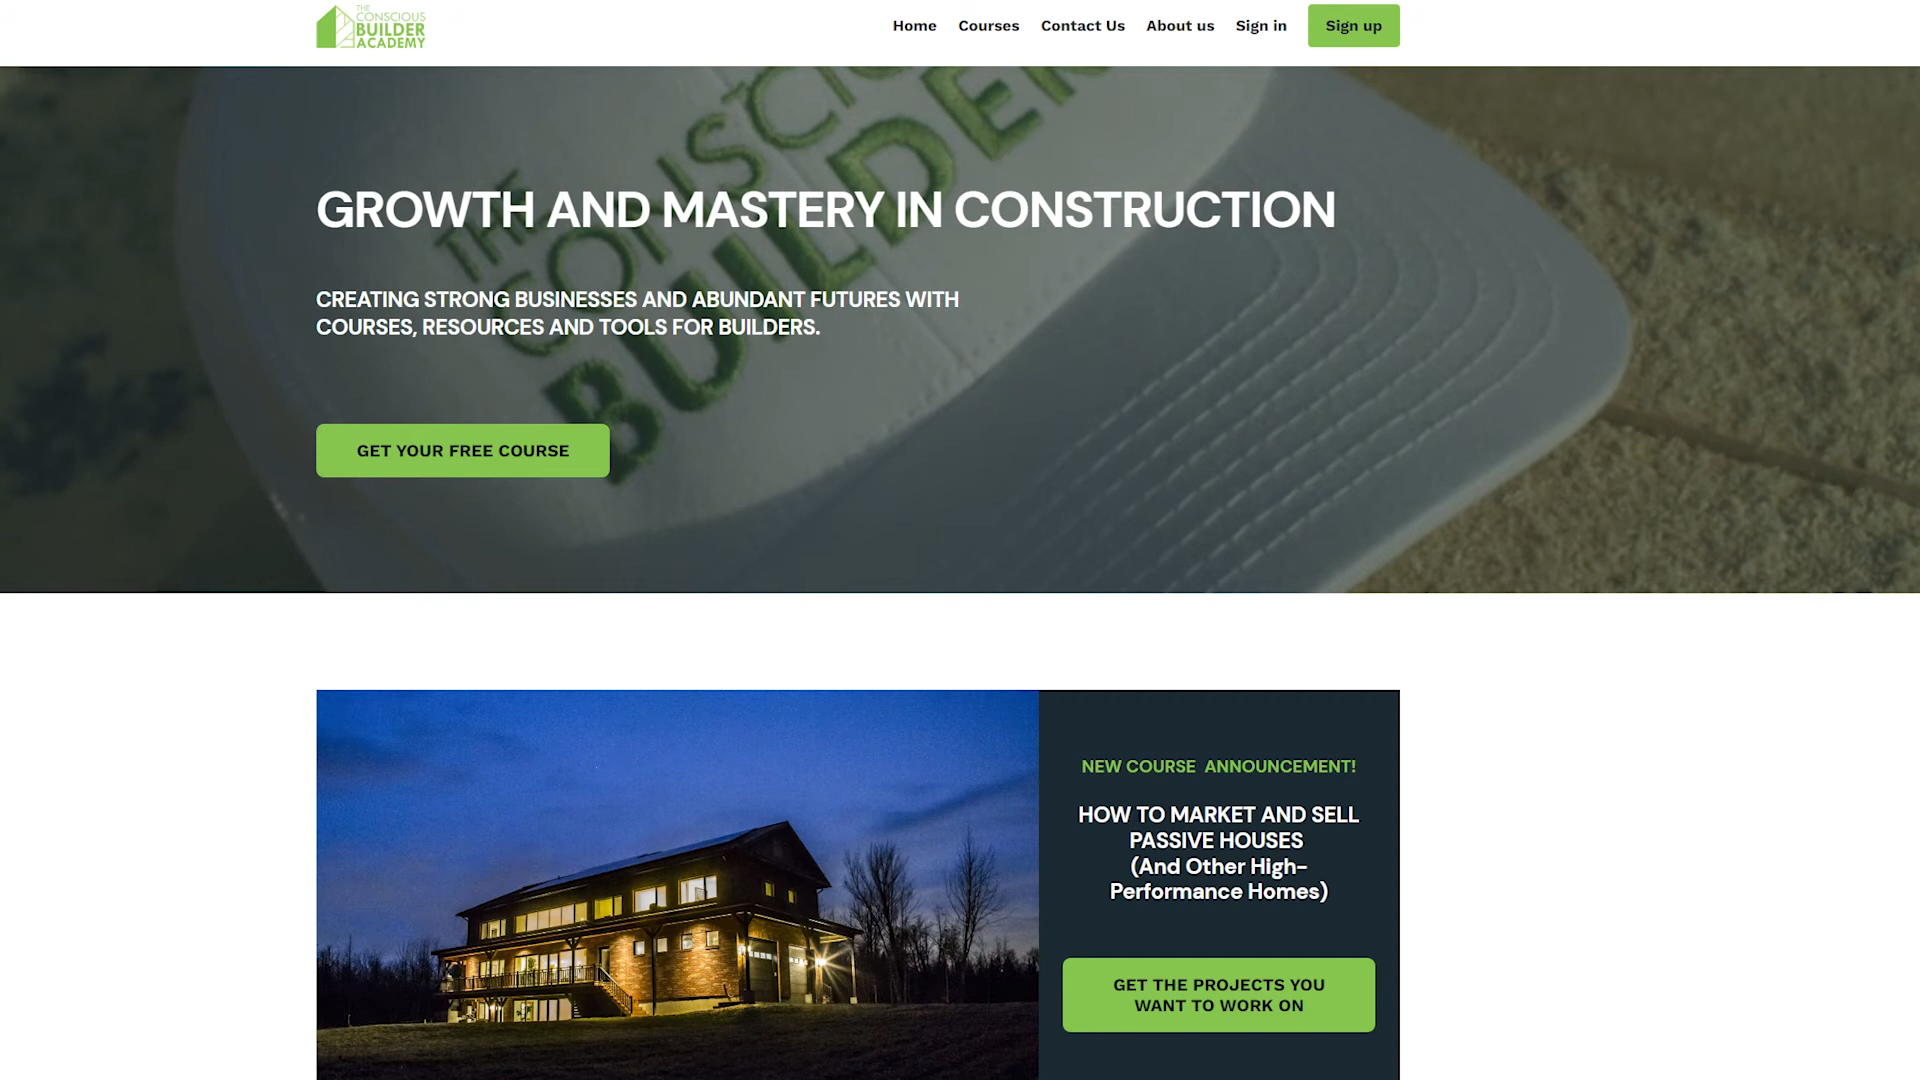 THE
CONSCIOUS
BUILDER
ACADEMY
Home
Courses
Contact Us
About us
Sign in
Sign up
THE
CONSCIO
BUILDER
GROWTH AND MASTERY IN CONSTRUCTION
CREATING STRONG BUSINESSES AND ABUNDANT FUTURES WITH
COURSES, RESOURCES AND TOOLS FOR BUILDERS.
GET YOUR FREE COURSE
NEW COURSE ANNOUNCEMENT!
HOW TO MARKET AND SELL
PASSIVE HOUSES
(And Other High-
Performance Homes)
GET THE PROJECTS YOU
WANT TO WORK ON